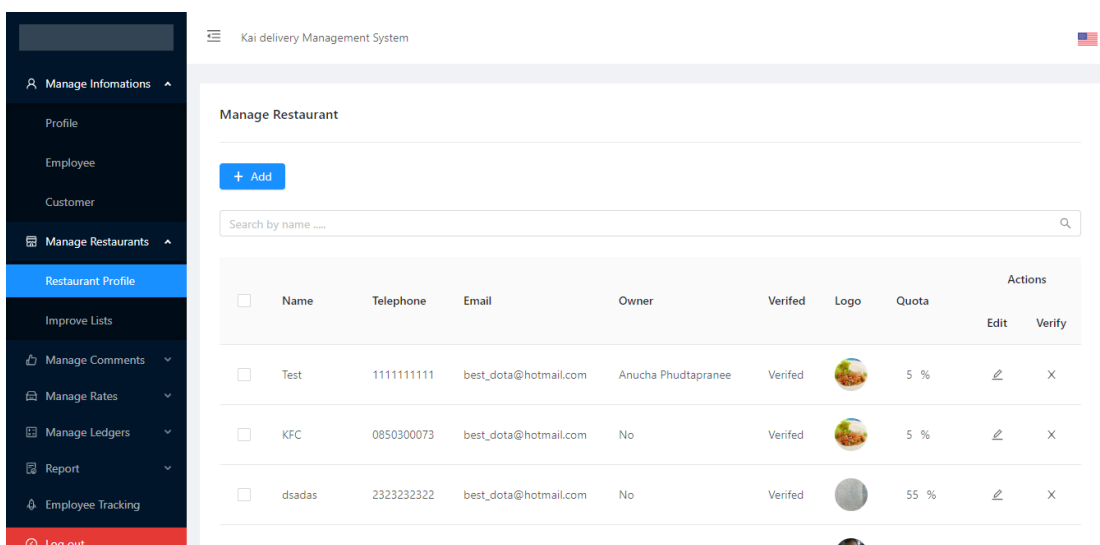 Kai delivery Management System
Manage Infomations
Profile
Employee
Customer
Manage Restaurants
Restaurant Profile
Improve Lists
Manage Comments
Manage Rates
Manage Ledgers
Report
Employee Tracking
Log out
Manage Restaurant
+ Add
Search by name .....
Name Telephone Email Owner Verifed Logo Quota Actions
Edit Verify
Test 1111111111 best_dota@hotmail.com Anucha Phudtapranee Verifed 5 % X
KFC 0850300073 best_dota@hotmail.com No Verifed 5 % X
dsadas 2323232322 best_dota@hotmail.com No Verifed 55 % X